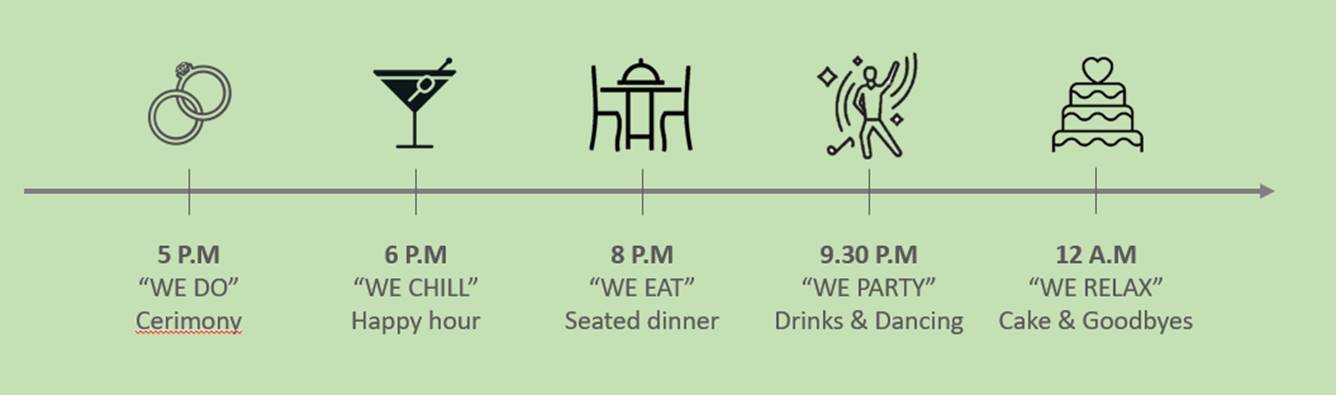 5 P.M
“WE DO”
Cerimony
6 P.M
“WE CHILL”
Happy hour
8 P.M
“WE EAT”
Seated dinner
9.30 P.M
“WE PARTY”
Drinks & Dancing
12 A.M
“WE RELAX”
Cake & Goodbyes